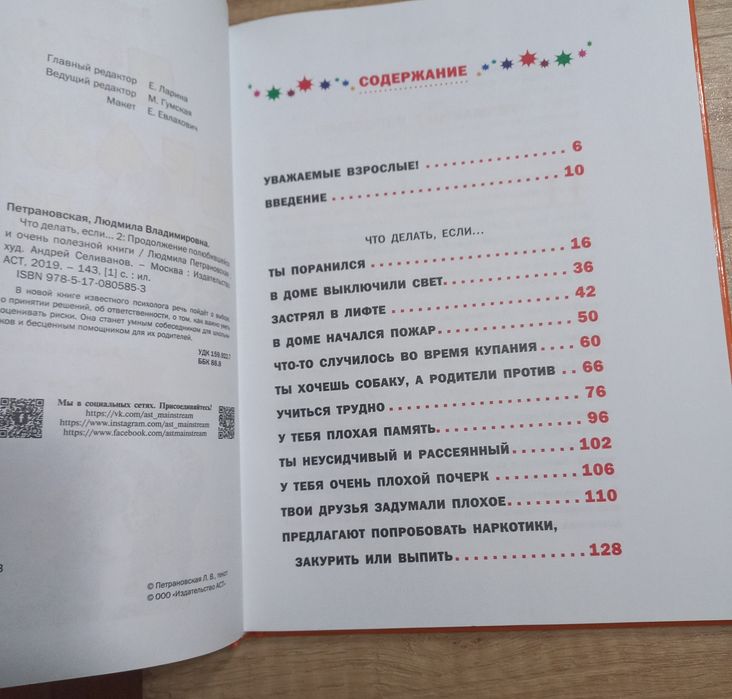 Главный редактор Е. Ларина
Ведущий редактор М. Гумская
Макет Е. Евлахович
Петрановская, Людмила Владимировна.
Что делать, если... 2: Продолжение полюбившейся
и очень полезной книги / Людмила Петрановская
худ. Андрей Селиванов. – Москва : Издательство
АСТ, 2019. – 143, [1] с. : ил.
ISBN 978-5-17-080585-3
В новой книге известного психолога речь пойдёт о выборе,
о принятии решений, об ответственности, о том, как важно уметь
оценивать риски. Она станет умным собеседником для
ков и бесценным помощником для их родителей.
УДК 159.922.7
ББК 88.8
Мы в социальных сетях. Присоединяйтесь!
https://vk.com/ast_mainstream
https://www.instagram.com/ast_mainstream
https://www.facebook.com/astmainstream
© Петрановская Л. В., текст
© ООО «Издательство АСТ»
СОДЕРЖАНИЕ
УВАЖАЕМЫЕ ВЗРОСЛЫЕ! 6
ВВЕДЕНИЕ 10
ЧТО ДЕЛАТЬ, ЕСЛИ...
ТЫ ПОРАНИЛСЯ 16
В ДОМЕ ВЫКЛЮЧИЛИ СВЕТ 36
ЗАСТРЯЛ В ЛИФТЕ 42
В ДОМЕ НАЧАЛСЯ ПОЖАР 50
ЧТО-ТО СЛУЧИЛОСЬ ВО ВРЕМЯ КУПАНИЯ 60
ТЫ ХОЧЕШЬ СОБАКУ, А РОДИТЕЛИ ПРОТИВ 66
УЧИТЬСЯ ТРУДНО 76
У ТЕБЯ ПЛОХАЯ ПАМЯТЬ 96
ТЫ НЕУСИДЧИВЫЙ И РАССЕЯННЫЙ 102
У ТЕБЯ ОЧЕНЬ ПЛОХОЙ ПОЧЕРК 106
ТВОИ ДРУЗЬЯ ЗАДУМАЛИ ПЛОХОЕ 110
ПРЕДЛАГАЮТ ПОПРОБОВАТЬ НАРКОТИКИ,
ЗАКУРИТЬ ИЛИ ВЫПИТЬ 128